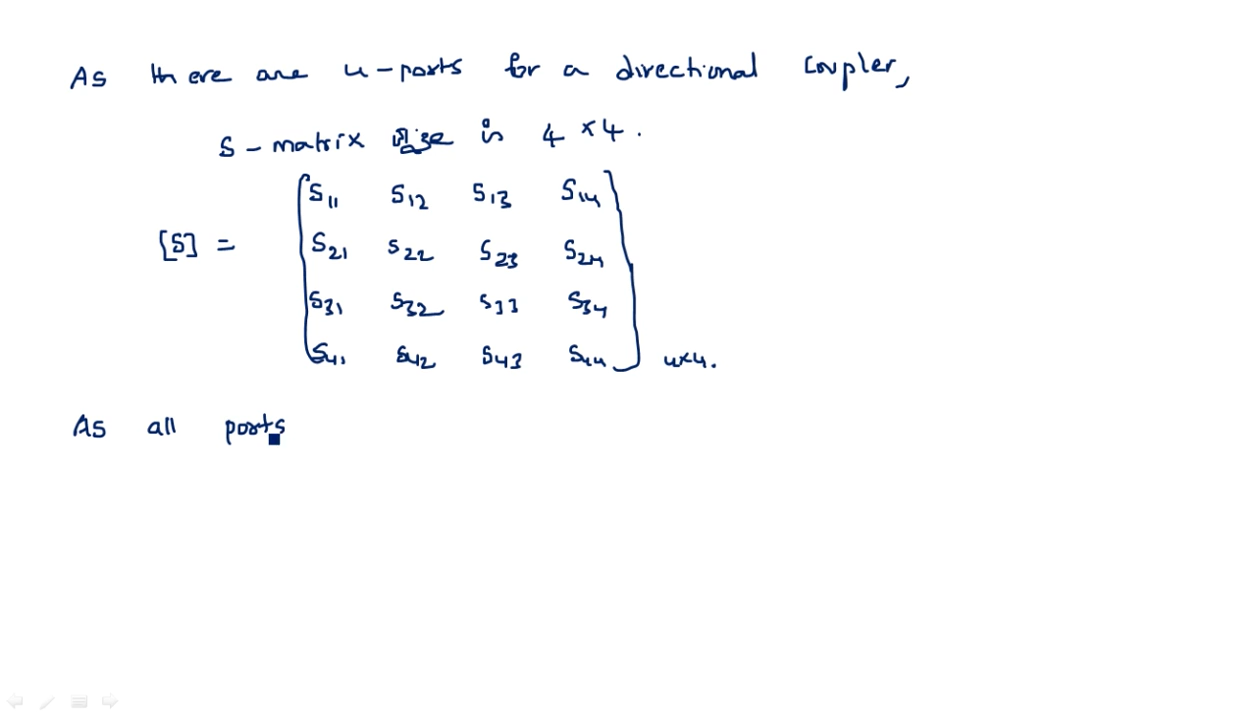 As there are 4-ports for a directional coupler,
S-matrix size is 4 × 4.
[S] = [ S11 S12 S13 S14
S21 S22 S23 S24
S31 S32 S33 S34
S41 S42 S43 S44 ] 4×4.
As all ports